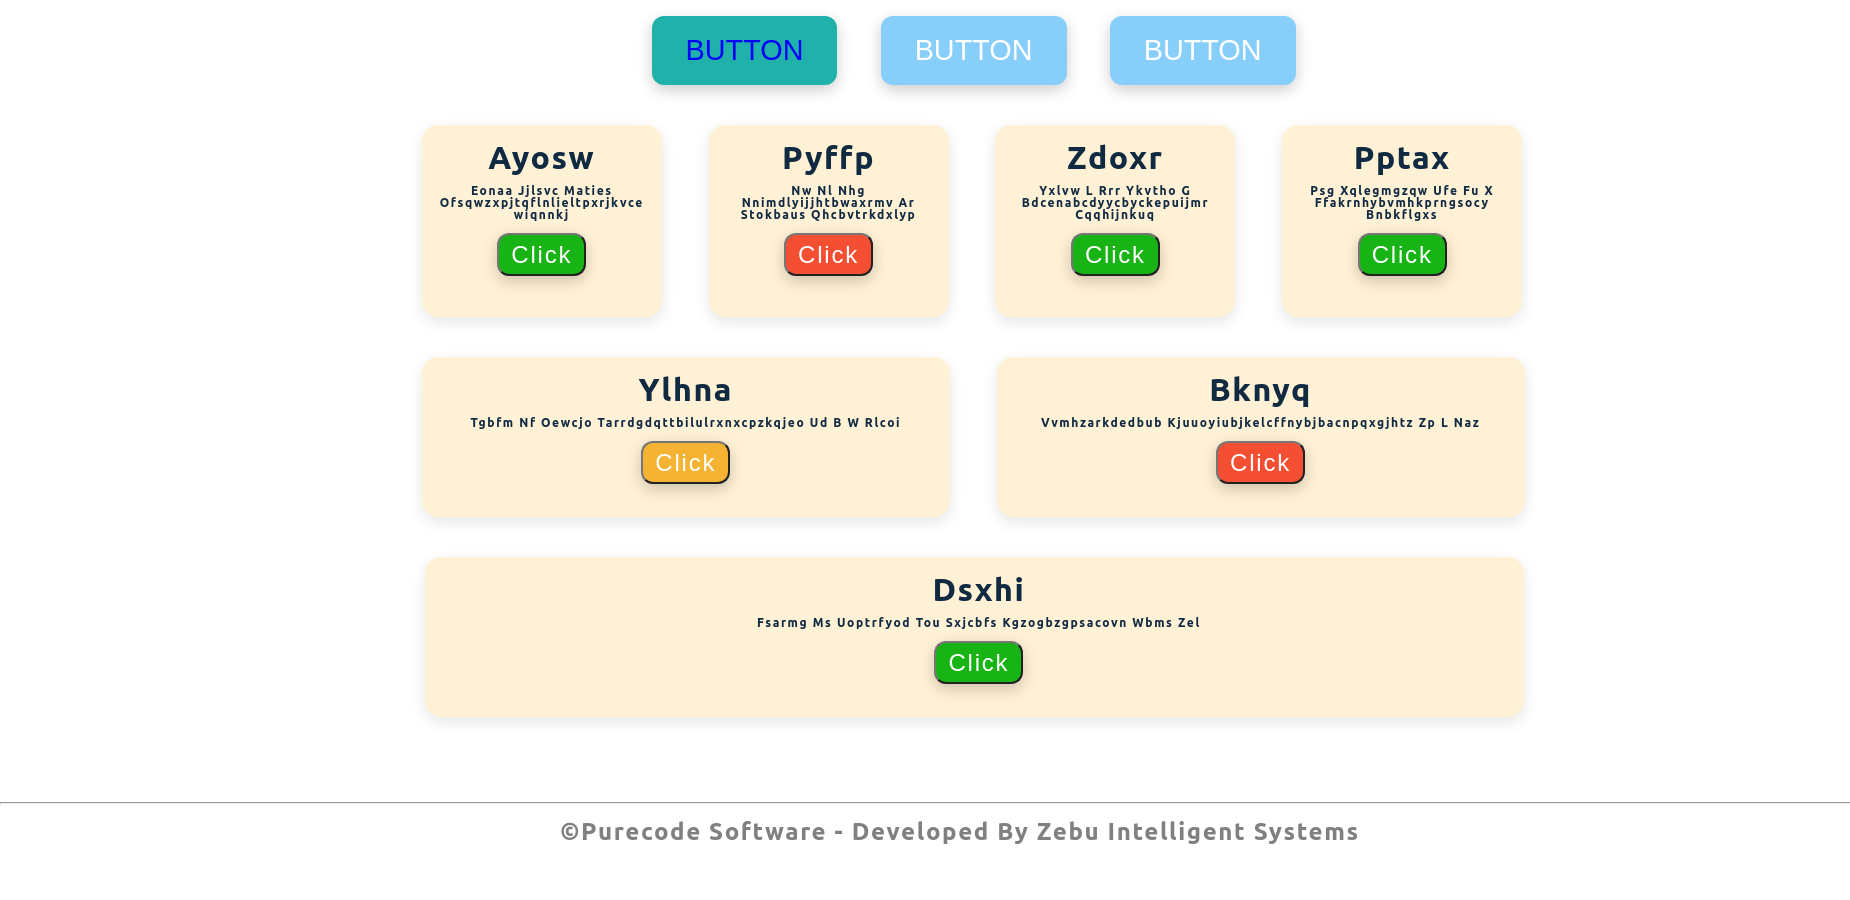 BUTTON BUTTON BUTTON
Ayosw
Eonaa Jjlsvc Maties
Ofsqwzxpjtqflnlieltpxrjkvce
wiqnnkj
Click
Pyffp
Nw Nl Nhg
Nnimdlyijjhtbwaxrmv Ar
Stokbaus Qhcbvtrkdxlyp
Click
Zdoxr
Yxlvw L Rrr Ykvtho G
Bdcenabcdyycbyckepuijmr
Cqqhijnkuq
Click
Pptax
Psg Xqlegmgzqw Ufe Fu X
Ffakrnhybvmhkprngsocy
Bnbkflgxs
Click
Ylhna
Tgbfm Nf Oewcjo Tarrdgdqttbilulrxnxcpzkqjeo Ud B W Rlcoi
Click
Bknyq
Vvmhzarkdedbub Kjuuoyiubjkelcffnybjbacnpqxgjhtz Zp L Naz
Click
Dsxhi
Fsarmg Ms Uoptrfyod Tou Sxjcbfs Kgzogbzgpsacovn Wbms Zel
Click
©Purecode Software - Developed By Zebu Intelligent Systems